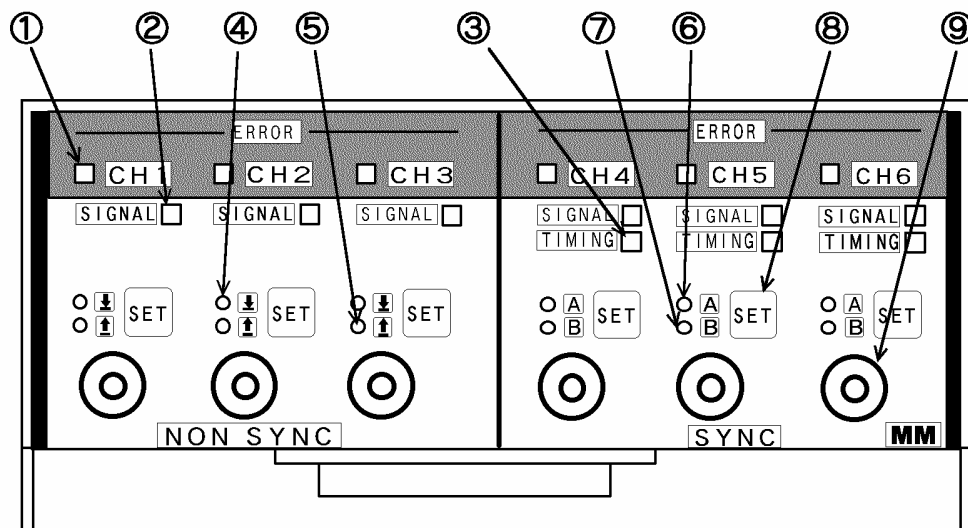 ① ② ④ ⑤ ③ ⑦ ⑥ ⑧ ⑨
ERROR ERROR
CH1 CH2 CH3 CH4 CH5 CH6
SIGNAL SIGNAL SIGNAL SIGNAL SIGNAL SIGNAL
TIMING TIMING TIMING
SET SET SET A B SET A B SET A B SET
NON SYNC SYNC MM